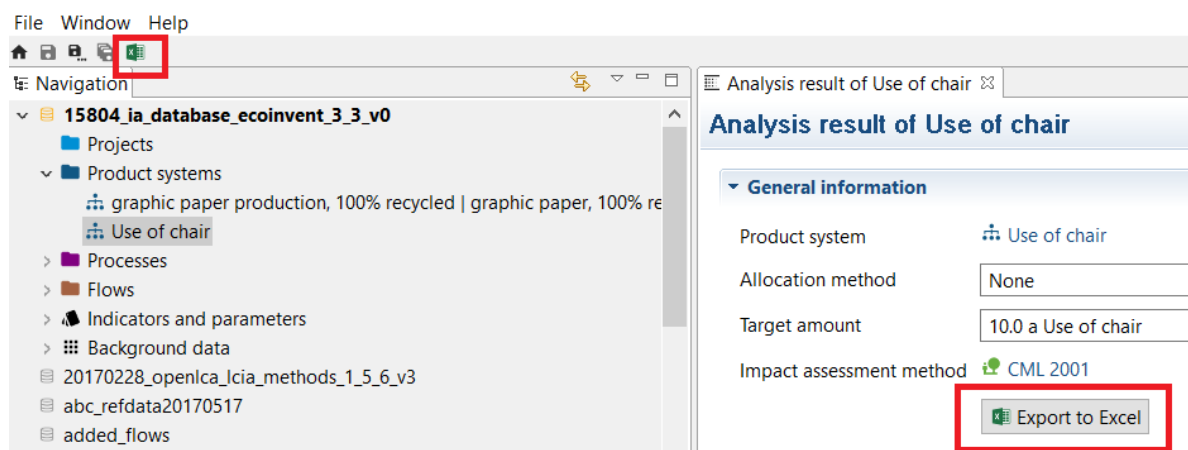 File Window Help
Navigation
15804_ia_database_ecoinvent_3_3_v0
Projects
Product systems
graphic paper production, 100% recycled | graphic paper, 100% re
Use of chair
Processes
Flows
Indicators and parameters
Background data
20170228_openlca_lcia_methods_1_5_6_v3
abc_refdata20170517
added_flows
Analysis result of Use of chair
Analysis result of Use of chair
General information
Product system Use of chair
Allocation method None
Target amount 10.0 a Use of chair
Impact assessment method CML 2001
Export to Excel